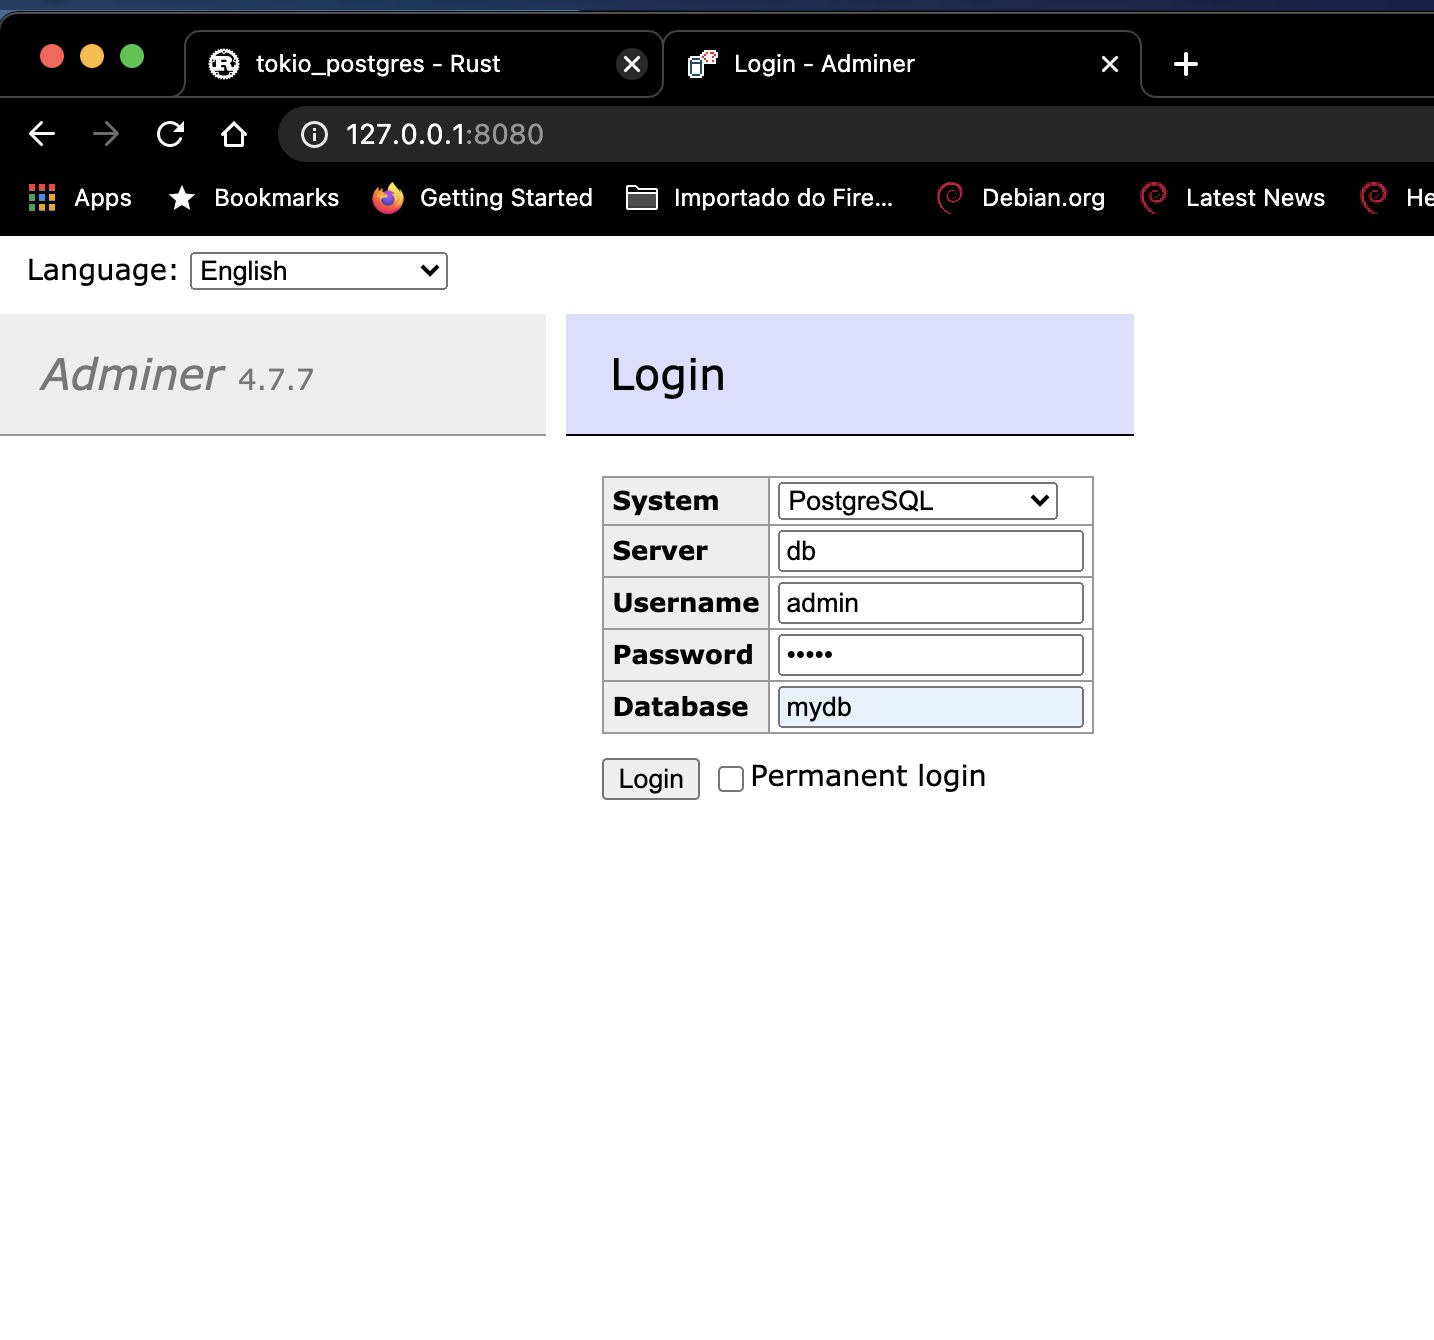 tokio_postgres - Rust
Login - Adminer
127.0.0.1:8080
Apps Bookmarks Getting Started Importado do Fire... Debian.org Latest News He
Language: English
Adminer 4.7.7
Login
System PostgreSQL
Server db
Username admin
Password •••••
Database mydb
Login Permanent login